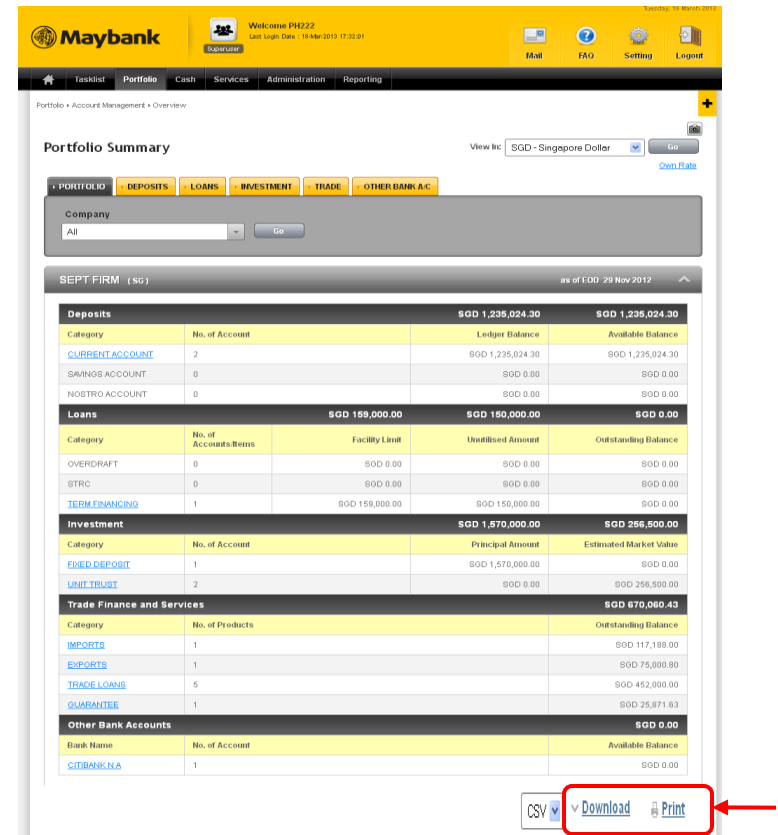 Tuesday, 19 March 2013
Maybank
Welcome PH222
Last Login Date : 18-Mar-2013 17:32:01
Superuser
Mail FAQ Setting Logout
Tasklist Portfolio Cash Services Administration Reporting
Portfolio › Account Management › Overview
Portfolio Summary
View In: SGD - Singapore Dollar Go
Own Rate
PORTFOLIO DEPOSITS LOANS INVESTMENT TRADE OTHER BANK A/C
Company
All Go
SEPT FIRM (SG) as of EOD 29 Nov 2012
Deposits SGD 1,235,024.30 SGD 1,235,024.30
Category No. of Account Ledger Balance Available Balance
CURRENT ACCOUNT 2 SGD 1,235,024.30 SGD 1,235,024.30
SAVINGS ACCOUNT 0 SGD 0.00 SGD 0.00
NOSTRO ACCOUNT 0 SGD 0.00 SGD 0.00
Loans SGD 159,000.00 SGD 150,000.00 SGD 0.00
Category No. of Accounts/Items Facility Limit Unutilised Amount Outstanding Balance
OVERDRAFT 0 SGD 0.00 SGD 0.00 SGD 0.00
STRC 0 SGD 0.00 SGD 0.00 SGD 0.00
TERM FINANCING 1 SGD 159,000.00 SGD 150,000.00 SGD 0.00
Investment SGD 1,570,000.00 SGD 256,500.00
Category No. of Account Principal Amount Estimated Market Value
FIXED DEPOSIT 1 SGD 1,570,000.00 SGD 0.00
UNIT TRUST 2 SGD 0.00 SGD 256,500.00
Trade Finance and Services SGD 670,060.43
Category No. of Products Outstanding Balance
IMPORTS 1 SGD 117,188.00
EXPORTS 1 SGD 75,000.80
TRADE LOANS 5 SGD 452,000.00
GUARANTEE 1 SGD 25,871.63
Other Bank Accounts SGD 0.00
Bank Name No. of Account Available Balance
CITIBANK N.A 1 SGD 0.00
CSV Download Print